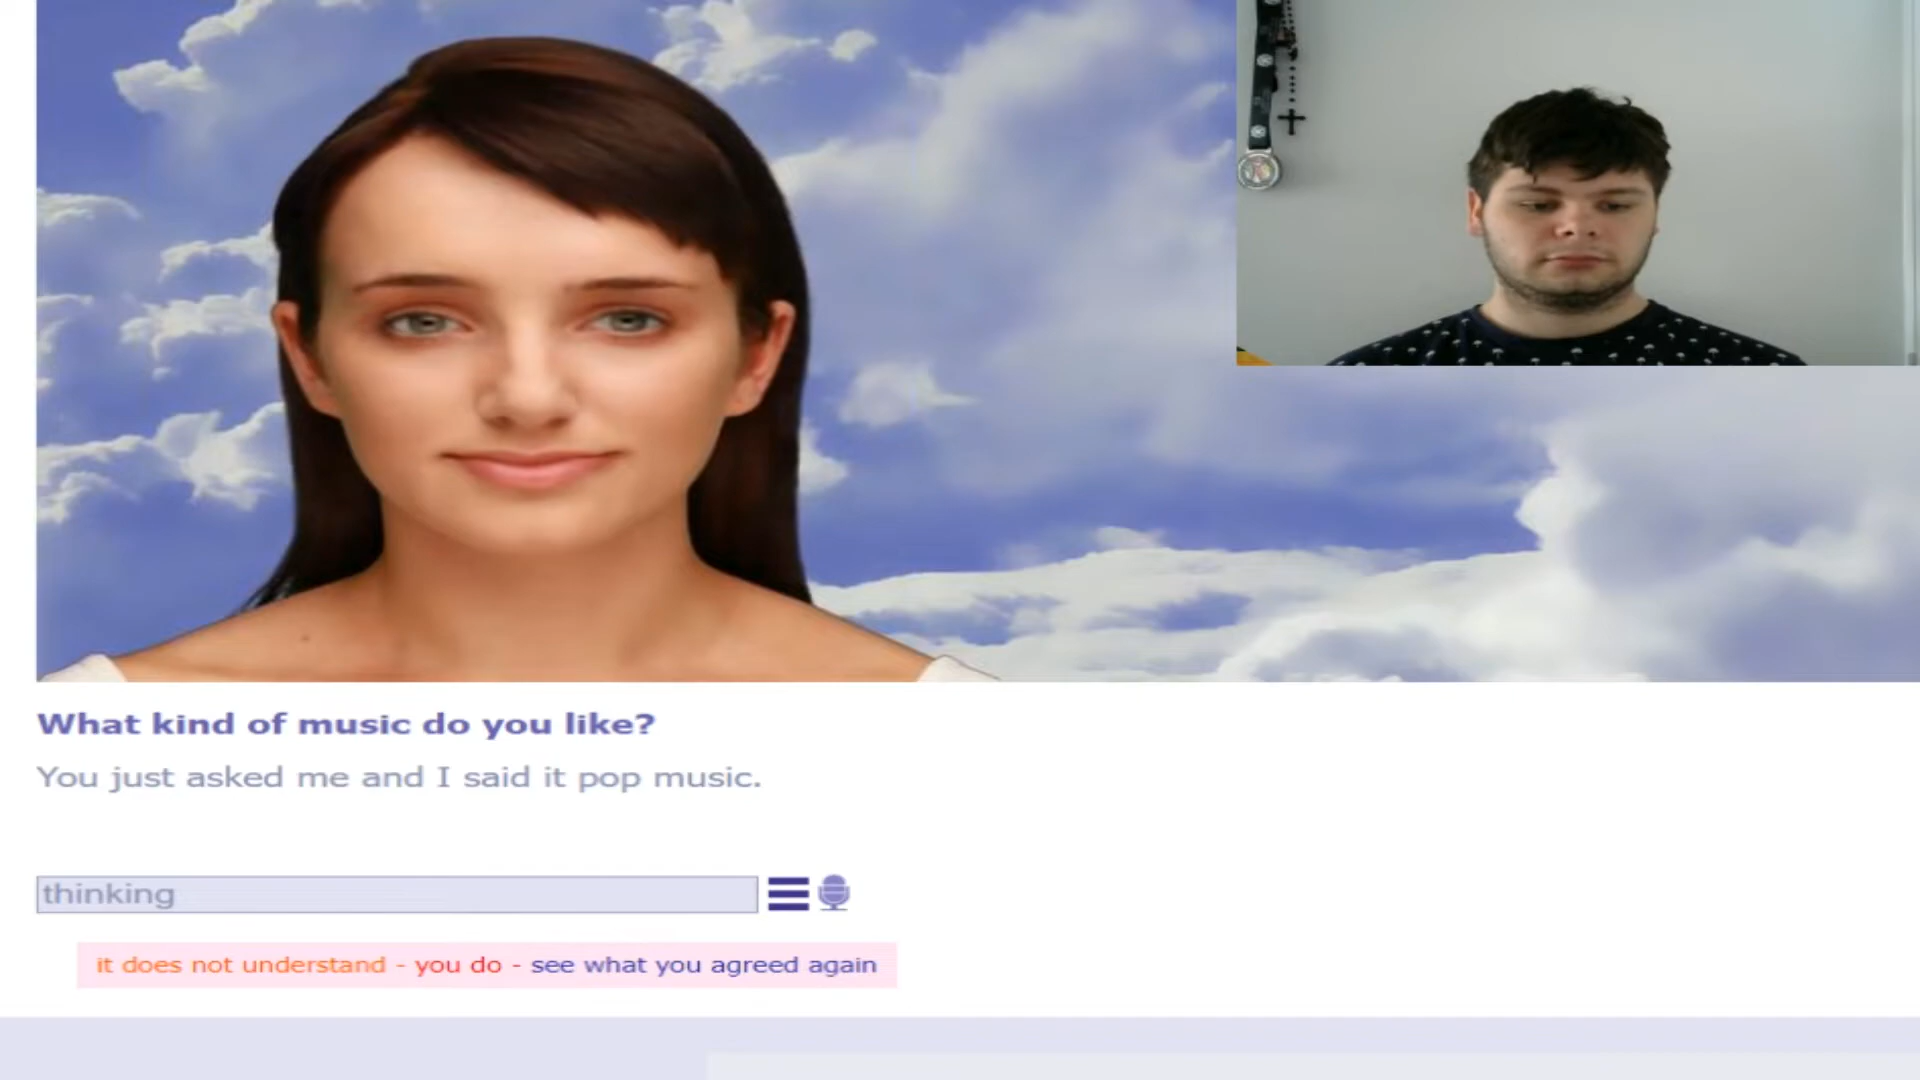 What kind of music do you like?
You just asked me and I said it pop music.
thinking
it does not understand - you do - see what you agreed again